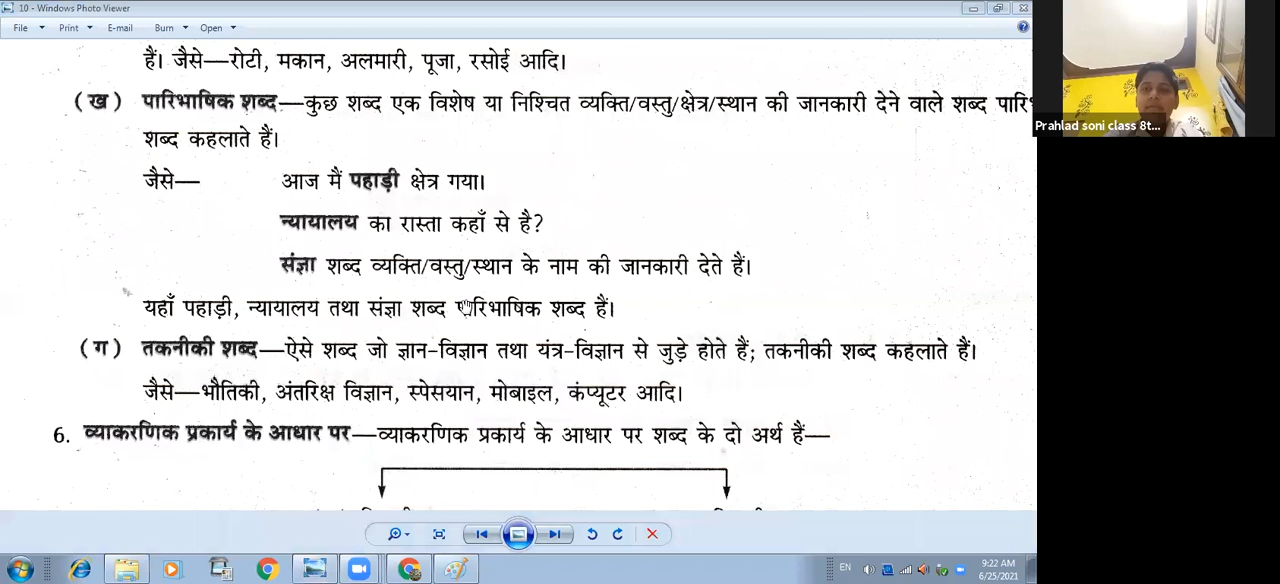 10 - Windows Photo Viewer
File Print E-mail Burn Open
हैं। जैसे—रोटी, मकान, अलमारी, पूजा, रसोई आदि।
(ख) पारिभाषिक शब्द—कुछ शब्द एक विशेष या निश्चित व्यक्ति/वस्तु/क्षेत्र/स्थान की जानकारी देने वाले शब्द
शब्द कहलाते हैं।
जैसे— आज मैं पहाड़ी क्षेत्र गया।
न्यायालय का रास्ता कहाँ से है?
संज्ञा शब्द व्यक्ति/वस्तु/स्थान के नाम की जानकारी देते हैं।
यहाँ पहाड़ी, न्यायालय तथा संज्ञा शब्द पारिभाषिक शब्द हैं।
(ग) तकनीकी शब्द—ऐसे शब्द जो ज्ञान-विज्ञान तथा यंत्र-विज्ञान से जुड़े होते हैं; तकनीकी शब्द कहलाते हैं।
जैसे—भौतिकी, अंतरिक्ष विज्ञान, स्पेसयान, मोबाइल, कंप्यूटर आदि।
6. व्याकरणिक प्रकार्य के आधार पर—व्याकरणिक प्रकार्य के आधार पर शब्द के दो अर्थ हैं—
Prahlad soni class 8t...
EN
9:22 AM
6/25/2021